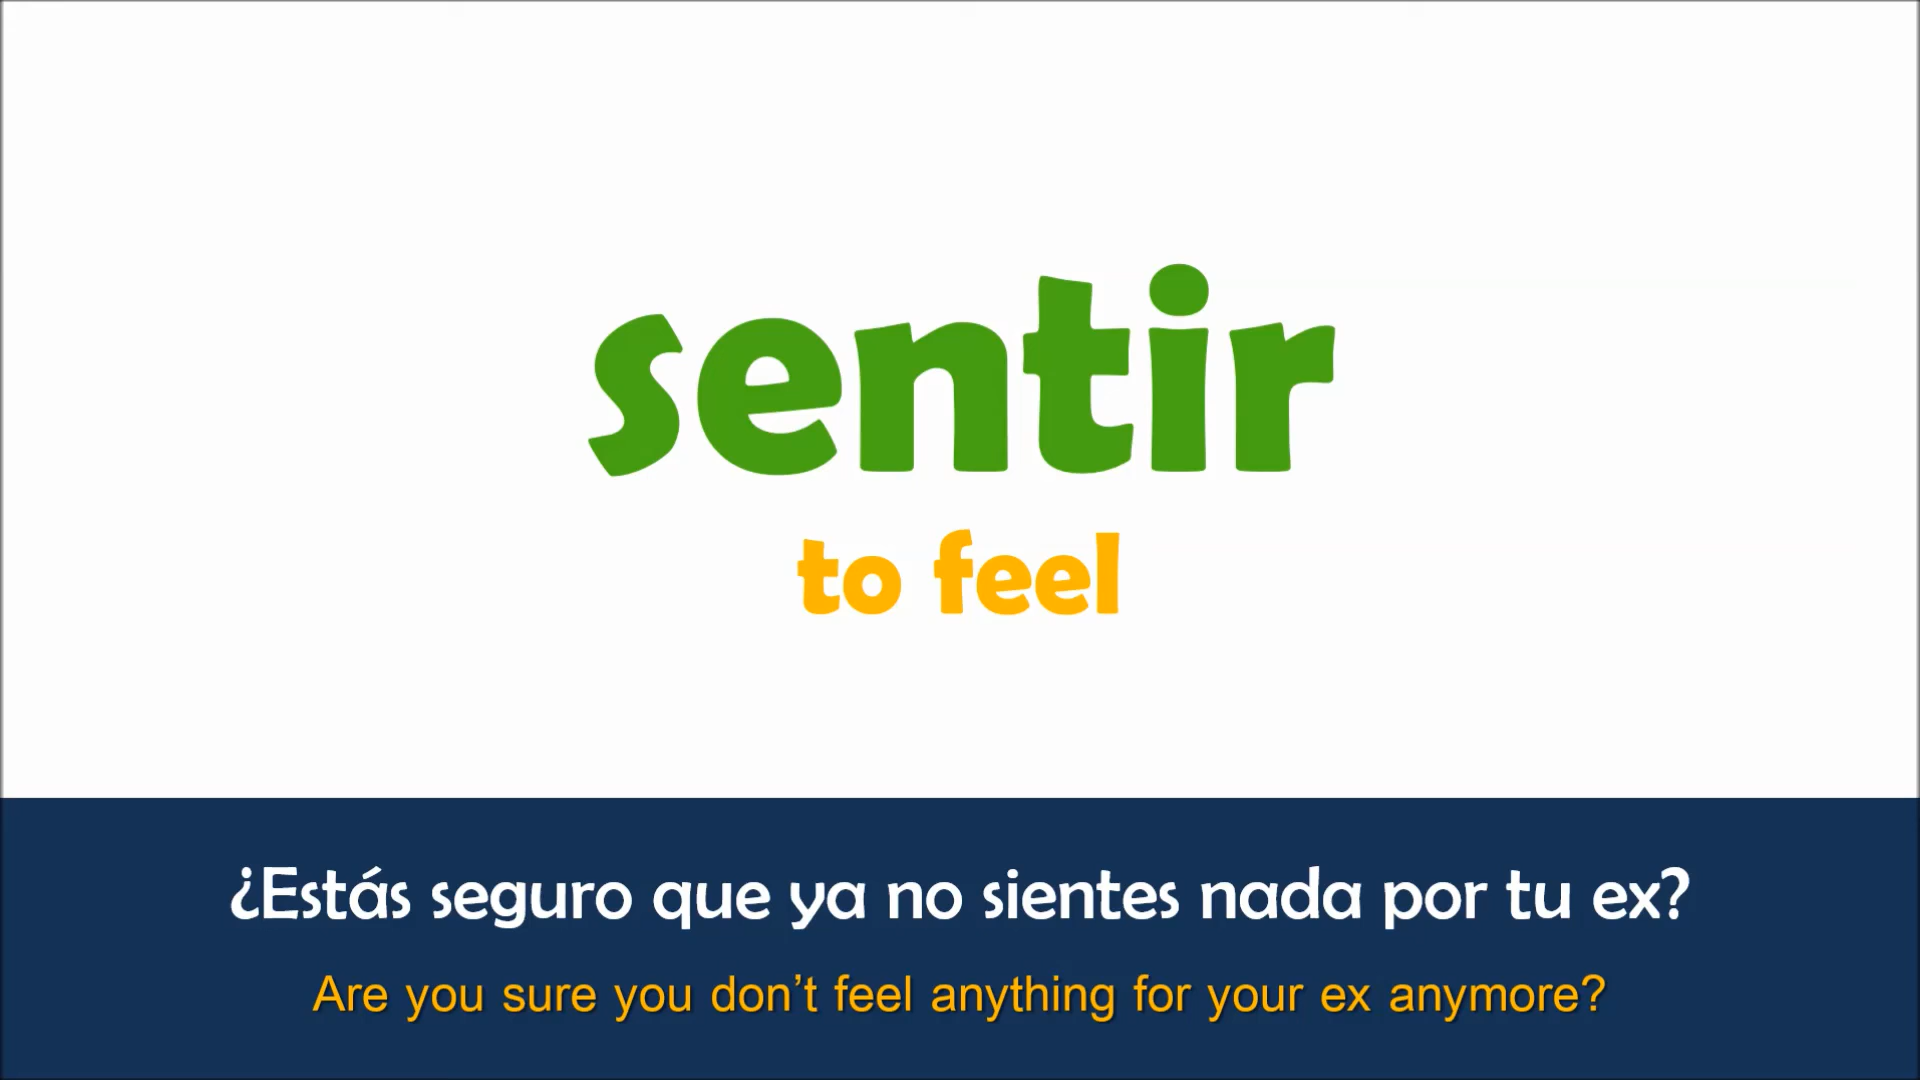 sentir
to feel
¿Estás seguro que ya no sientes nada por tu ex?
Are you sure you don’t feel anything for your ex anymore?